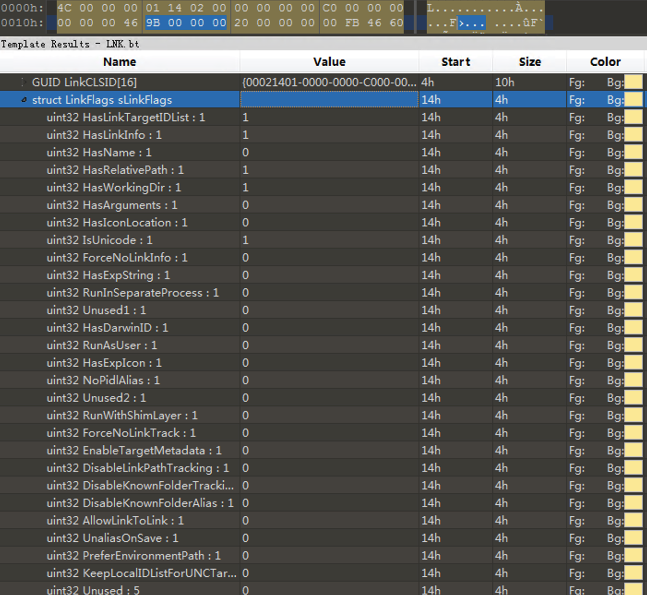 0000h: 4C 00 00 00 01 14 02 00 00 00 00 00 C0 00 00 00 L...........À...
0010h: 00 00 00 46 9B 00 00 00 20 00 00 00 00 FB 46 60 ...F>... ....ûF`
Template Results - LNK.bt
Name Value Start Size Color
GUID LinkCLSID[16] {00021401-0000-0000-C000-00... 4h 10h Fg: Bg:
struct LinkFlags sLinkFlags 14h 4h Fg: Bg:
uint32 HasLinkTargetIDList : 1 1 14h 4h Fg: Bg:
uint32 HasLinkInfo : 1 1 14h 4h Fg: Bg:
uint32 HasName : 1 0 14h 4h Fg: Bg:
uint32 HasRelativePath : 1 1 14h 4h Fg: Bg:
uint32 HasWorkingDir : 1 1 14h 4h Fg: Bg:
uint32 HasArguments : 1 0 14h 4h Fg: Bg:
uint32 HasIconLocation : 1 0 14h 4h Fg: Bg:
uint32 IsUnicode : 1 1 14h 4h Fg: Bg:
uint32 ForceNoLinkInfo : 1 0 14h 4h Fg: Bg:
uint32 HasExpString : 1 0 14h 4h Fg: Bg:
uint32 RunInSeparateProcess : 1 0 14h 4h Fg: Bg:
uint32 Unused1 : 1 0 14h 4h Fg: Bg:
uint32 HasDarwinID : 1 0 14h 4h Fg: Bg:
uint32 RunAsUser : 1 0 14h 4h Fg: Bg:
uint32 HasExpIcon : 1 0 14h 4h Fg: Bg:
uint32 NoPidlAlias : 1 0 14h 4h Fg: Bg:
uint32 Unused2 : 1 0 14h 4h Fg: Bg:
uint32 RunWithShimLayer : 1 0 14h 4h Fg: Bg:
uint32 ForceNoLinkTrack : 1 0 14h 4h Fg: Bg:
uint32 EnableTargetMetadata : 1 0 14h 4h Fg: Bg:
uint32 DisableLinkPathTracking : 1 0 14h 4h Fg: Bg:
uint32 DisableKnownFolderTracki... 0 14h 4h Fg: Bg:
uint32 DisableKnownFolderAlias : 1 0 14h 4h Fg: Bg:
uint32 AllowLinkToLink : 1 0 14h 4h Fg: Bg:
uint32 UnaliasOnSave : 1 0 14h 4h Fg: Bg:
uint32 PreferEnvironmentPath : 1 0 14h 4h Fg: Bg:
uint32 KeepLocalIDListForUNCTar... 0 14h 4h Fg: Bg:
uint32 Unused : 5 0 14h 4h Fg: Bg: